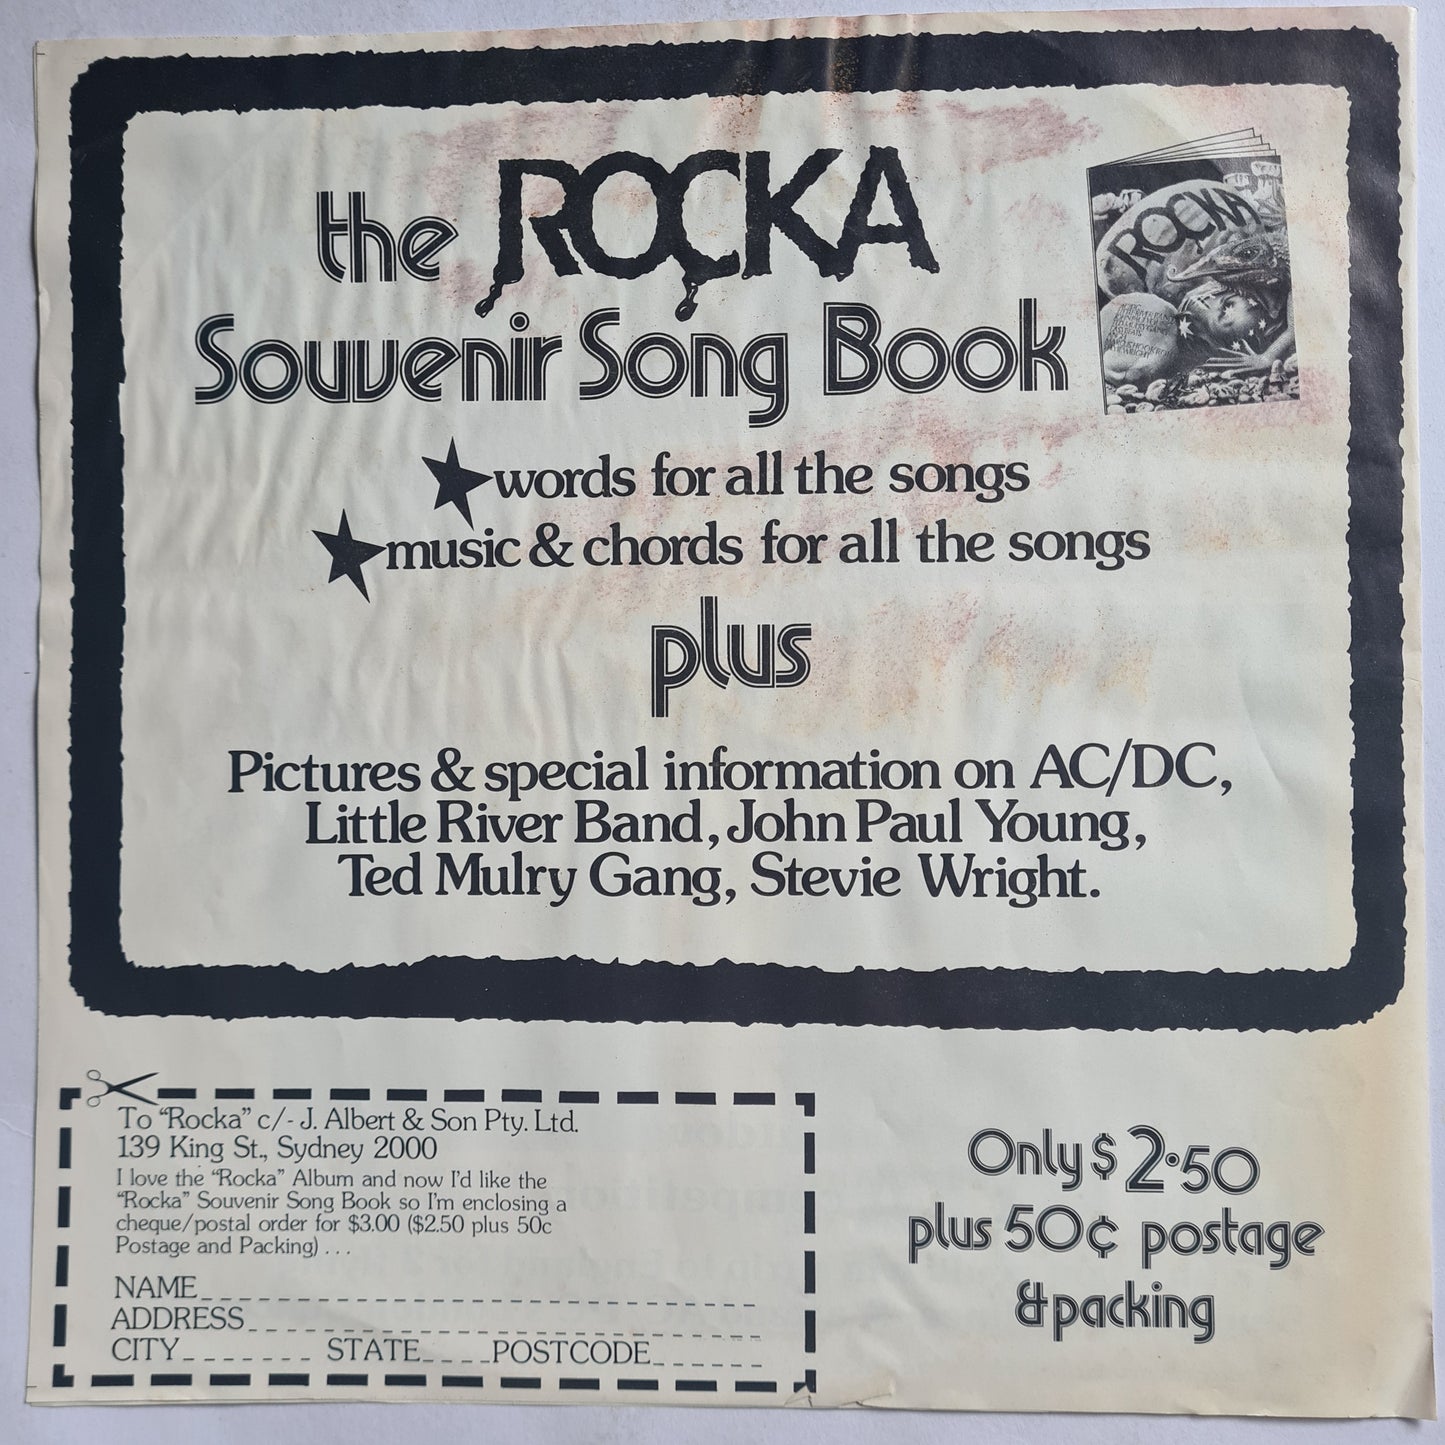 the ROCKA
Souvenir Song Book
ROCKA
words for all the songs
music & chords for all the songs
plus
Pictures & special information on AC/DC,
Little River Band, John Paul Young,
Ted Mulry Gang, Stevie Wright.
To "Rocka" c/- J. Albert & Son Pty. Ltd.
139 King St., Sydney 2000
I love the "Rocka" Album and now I'd like the
"Rocka" Souvenir Song Book so I'm enclosing a
cheque/postal order for $3.00 ($2.50 plus 50c
Postage and Packing) . . .
NAME
ADDRESS
CITY STATE POSTCODE
Only $2.50
plus 50¢ postage
& packing